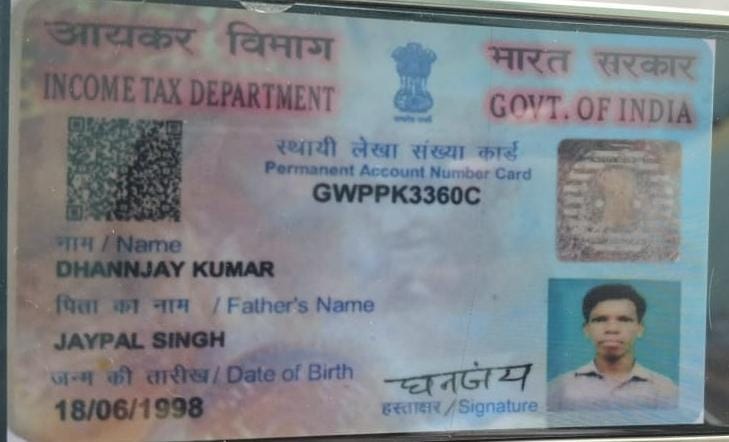 आयकर विभाग
भारत सरकार
INCOME TAX DEPARTMENT
GOVT. OF INDIA
स्थायी लेखा संख्या कार्ड
Permanent Account Number Card
GWPPK3360C
नाम / Name
DHANNJAY KUMAR
पिता का नाम / Father's Name
JAYPAL SINGH
जन्म की तारीख / Date of Birth
18/06/1998
धनंजय
हस्ताक्षर / Signature